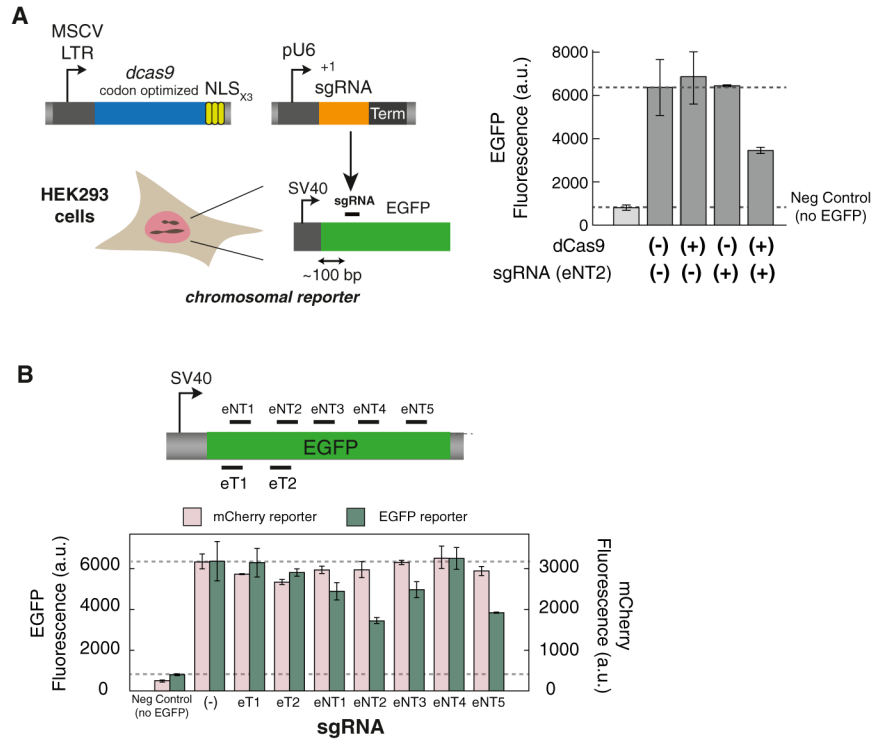 A
MSCV
LTR
dcas9
codon optimized
NLSX3
pU6
+1
sgRNA
Term
HEK293
cells
SV40
sgRNA
EGFP
~100 bp
chromosomal reporter
EGFP
Fluorescence (a.u.)
8000
6000
4000
2000
0
Neg Control
(no EGFP)
dCas9 (-) (+) (-) (+)
sgRNA (eNT2) (-) (-) (+) (+)
B
SV40
eNT1 eNT2 eNT3 eNT4 eNT5
EGFP
eT1 eT2
mCherry reporter EGFP reporter
EGFP
Fluorescence (a.u.)
6000
4000
2000
0
3000
2000
1000
0
mCherry
Fluorescence (a.u.)
Neg Control
(no EGFP)
(-) eT1 eT2 eNT1 eNT2 eNT3 eNT4 eNT5
sgRNA